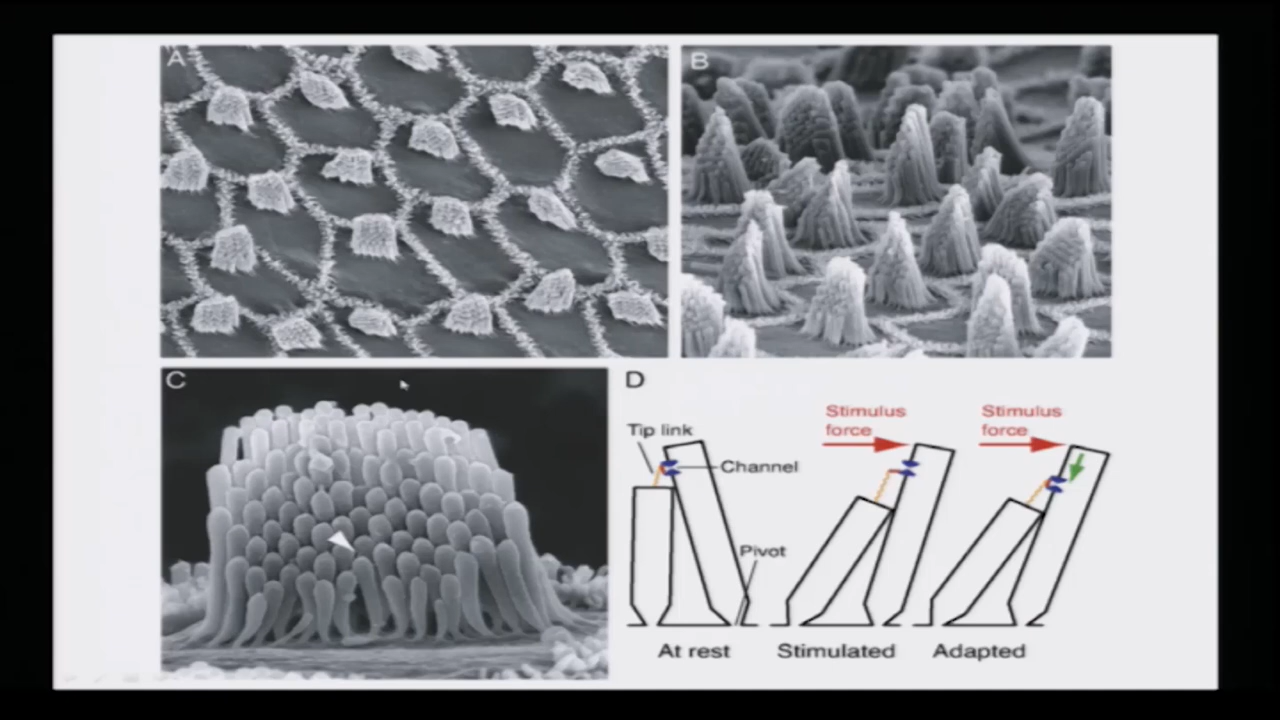 A
B
C
D
Stimulus
force
Stimulus
force
Tip link
Channel
Pivot
At rest
Stimulated
Adapted